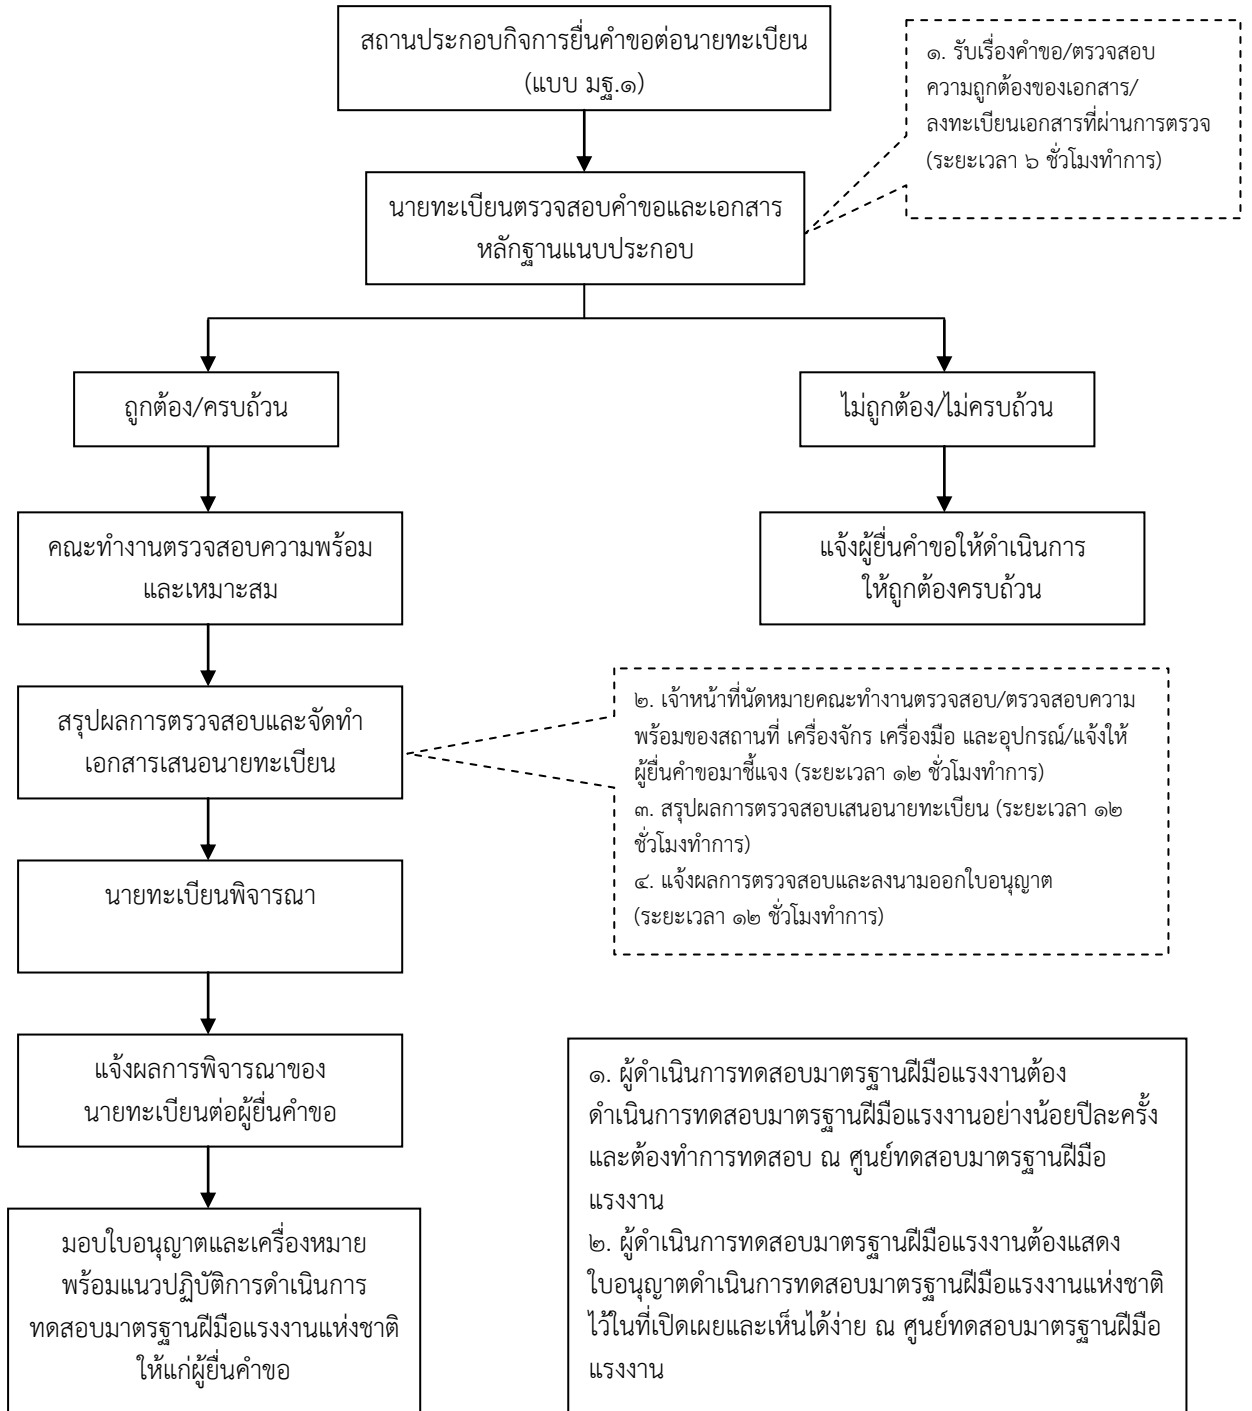 สถานประกอบกิจการยื่นคำขอต่อนายทะเบียน
(แบบ มฐ.๑)
๑. รับเรื่องคำขอ/ตรวจสอบ
ความถูกต้องของเอกสาร/
ลงทะเบียนเอกสารที่ผ่านการตรวจ
(ระยะเวลา ๖ ชั่วโมงทำการ)
นายทะเบียนตรวจสอบคำขอและเอกสาร
หลักฐานแนบประกอบ
ถูกต้อง/ครบถ้วน
ไม่ถูกต้อง/ไม่ครบถ้วน
คณะทำงานตรวจสอบความพร้อม
และเหมาะสม
แจ้งผู้ยื่นคำขอให้ดำเนินการ
ให้ถูกต้องครบถ้วน
สรุปผลการตรวจสอบและจัดทำ
เอกสารเสนอนายทะเบียน
๒. เจ้าหน้าที่นัดหมายคณะทำงานตรวจสอบ/ตรวจสอบความ
พร้อมของสถานที่ เครื่องจักร เครื่องมือ และอุปกรณ์/แจ้งให้
ผู้ยื่นคำขอมาชี้แจง (ระยะเวลา ๑๒ ชั่วโมงทำการ)
๓. สรุปผลการตรวจสอบเสนอนายทะเบียน (ระยะเวลา ๑๒
ชั่วโมงทำการ)
๔. แจ้งผลการตรวจสอบและลงนามออกใบอนุญาต
(ระยะเวลา ๑๒ ชั่วโมงทำการ)
นายทะเบียนพิจารณา
แจ้งผลการพิจารณาของ
นายทะเบียนต่อผู้ยื่นคำขอ
มอบใบอนุญาตและเครื่องหมาย
พร้อมแนวปฏิบัติการดำเนินการ
ทดสอบมาตรฐานฝีมือแรงงานแห่งชาติ
ให้แก่ผู้ยื่นคำขอ
๑. ผู้ดำเนินการทดสอบมาตรฐานฝีมือแรงงานต้อง
ดำเนินการทดสอบมาตรฐานฝีมือแรงงานอย่างน้อยปีละครั้ง
และต้องทำการทดสอบ ณ ศูนย์ทดสอบมาตรฐานฝีมือ
แรงงาน
๒. ผู้ดำเนินการทดสอบมาตรฐานฝีมือแรงงานต้องแสดง
ใบอนุญาตดำเนินการทดสอบมาตรฐานฝีมือแรงงานแห่งชาติ
ไว้ในที่เปิดเผยและเห็นได้ง่าย ณ ศูนย์ทดสอบมาตรฐานฝีมือ
แรงงาน